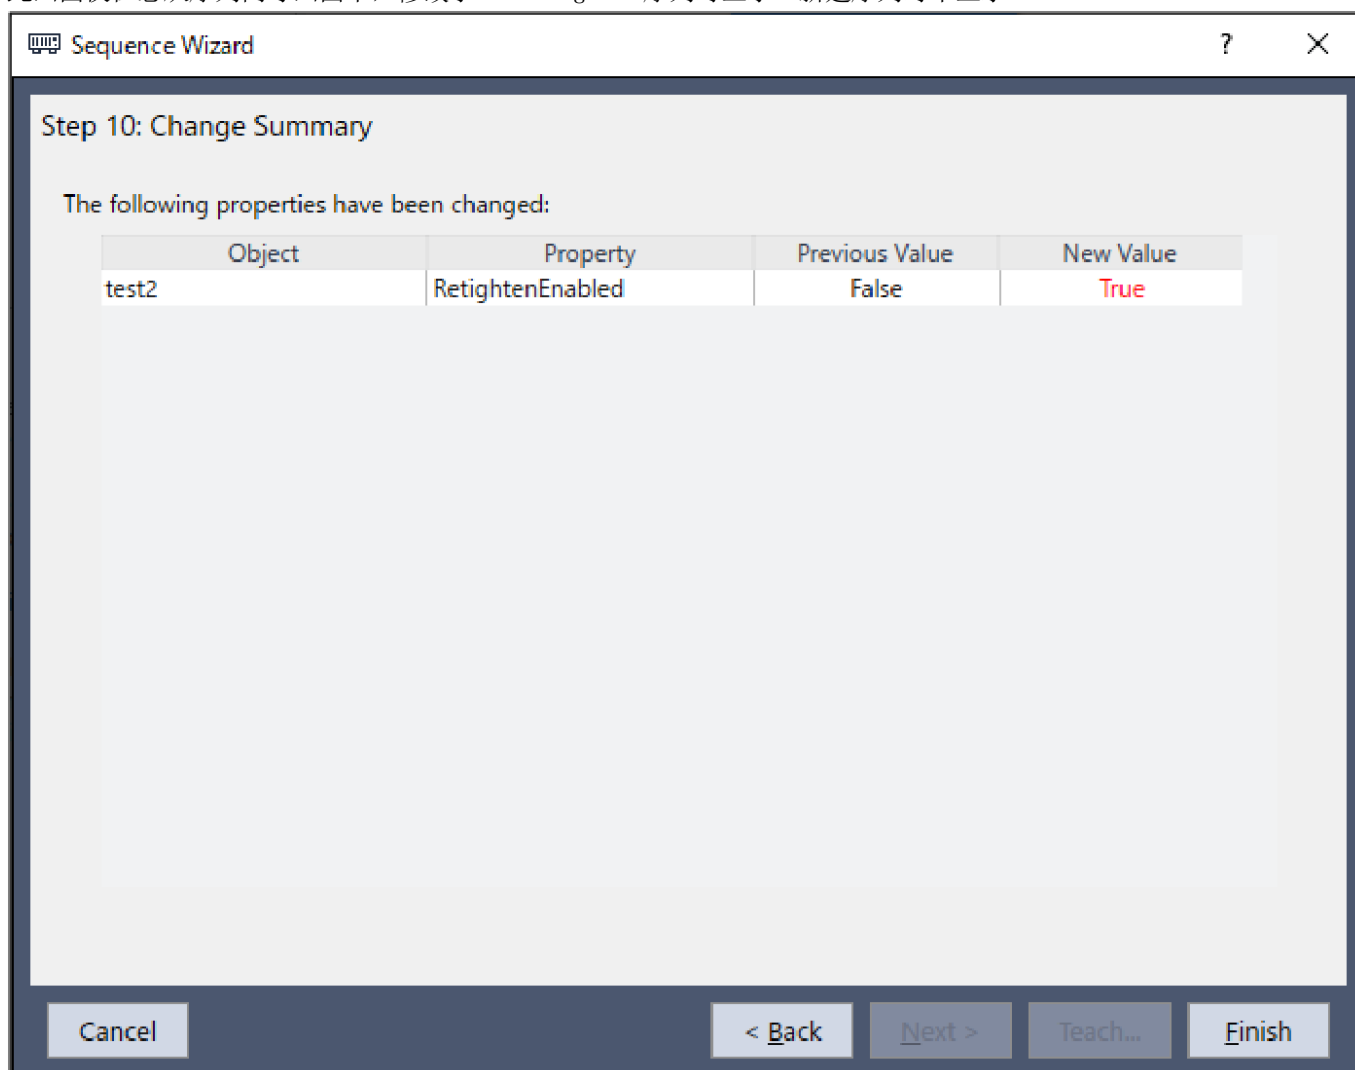 Sequence Wizard
Step 10: Change Summary
The following properties have been changed:
Object Property Previous Value New Value
test2 RetightenEnabled False True
Cancel < Back Next > Teach... Finish